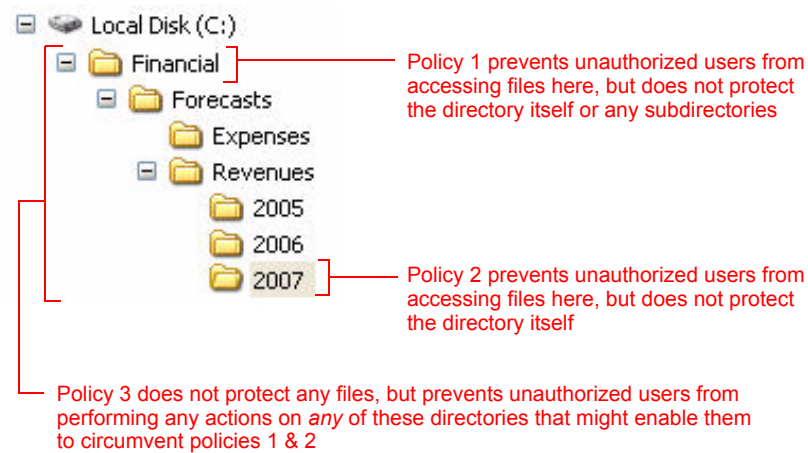 Local Disk (C:)
Financial
Policy 1 prevents unauthorized users from
accessing files here, but does not protect
the directory itself or any subdirectories
Forecasts
Expenses
Revenues
2005
2006
2007
Policy 2 prevents unauthorized users from
accessing files here, but does not protect
the directory itself
Policy 3 does not protect any files, but prevents unauthorized users from
performing any actions on any of these directories that might enable them
to circumvent policies 1 & 2